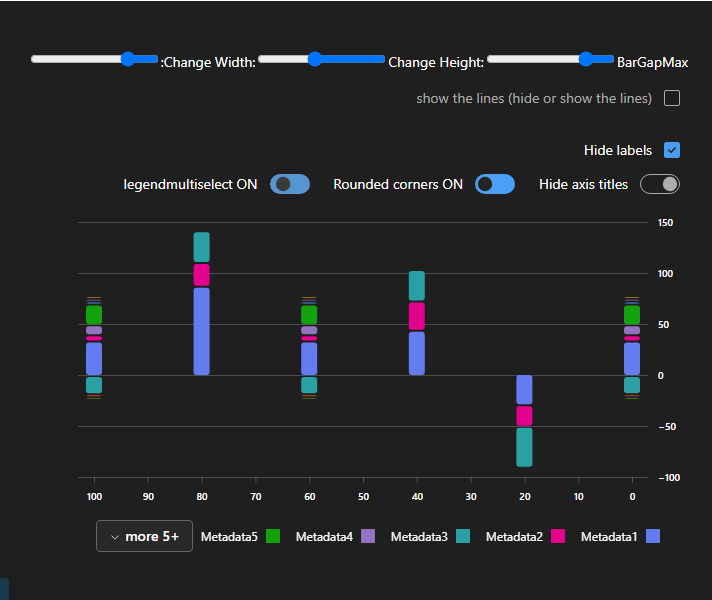 :Change Width: Change Height: BarGapMax
show the lines (hide or show the lines)
Hide labels
legendmultiselect ON Rounded corners ON Hide axis titles
150
100
50
0
−50
−100
100 90 80 70 60 50 40 30 20 10 0
more 5+ Metadata5 Metadata4 Metadata3 Metadata2 Metadata1